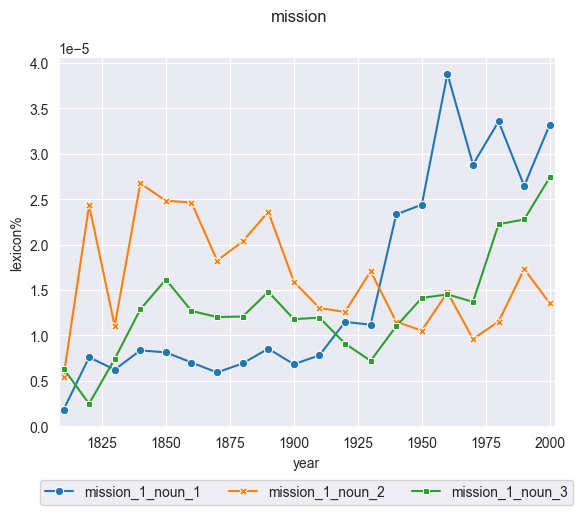 mission
1e−5
4.0
3.5
3.0
2.5
2.0
1.5
1.0
0.5
0.0
lexicon%
1825 1850 1875 1900 1925 1950 1975 2000
year
mission_1_noun_1 mission_1_noun_2 mission_1_noun_3